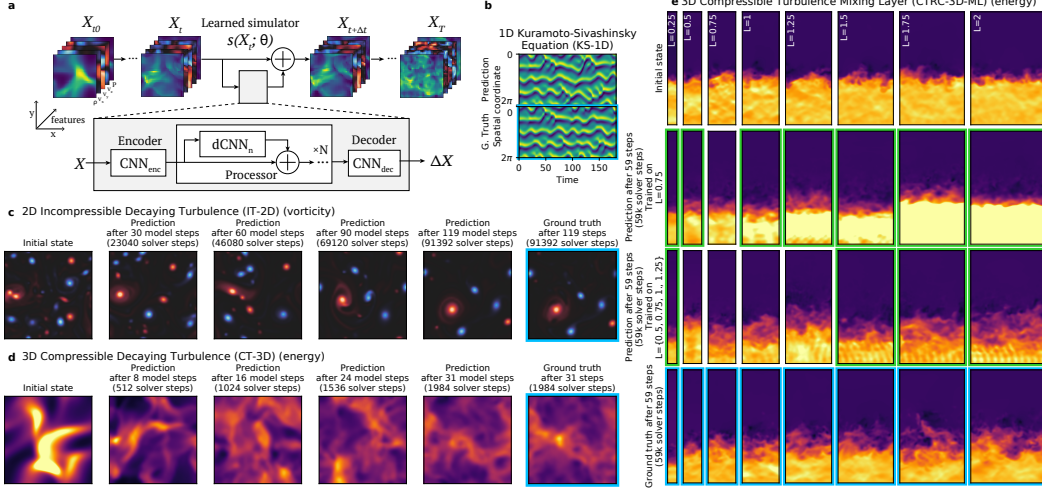 a
X_t0
X_t
Learned simulator
s(X_t; θ)
X_t+Δt
X_T
...
...
y
features
x
Encoder
Decoder
X
CNN_enc
dCNN_n
×N
...
Processor
CNN_dec
ΔX
b
1D Kuramoto-Sivashinsky
Equation (KS-1D)
Prediction
G. Truth
Spatial coordinate
0
2π
0
2π
0
50
100
150
Time
c 2D Incompressible Decaying Turbulence (IT-2D) (vorticity)
Initial state
Prediction
after 30 model steps
(23040 solver steps)
Prediction
after 60 model steps
(46080 solver steps)
Prediction
after 90 model steps
(69120 solver steps)
Prediction
after 119 model steps
(91392 solver steps)
Ground truth
after 119 steps
(91392 solver steps)
d 3D Compressible Decaying Turbulence (CT-3D) (energy)
Initial state
Prediction
after 8 model steps
(512 solver steps)
Prediction
after 16 model steps
(1024 solver steps)
Prediction
after 24 model steps
(1536 solver steps)
Prediction
after 31 model steps
(1984 solver steps)
Ground truth
after 31 steps
(1984 solver steps)
e 3D Compressible Turbulence Mixing Layer (CTRC-3D-ML) (energy)
L=0.25
L=0.5
L=0.75
L=1
L=1.25
L=1.5
L=1.75
L=2
Initial state
Prediction after 59 steps
(59k solver steps)
Trained on
L=0.75
Prediction after 59 steps
(59k solver steps)
Trained on
L={0.5, 0.75, 1., 1.25}
Ground truth after 59 steps
(59k solver steps)